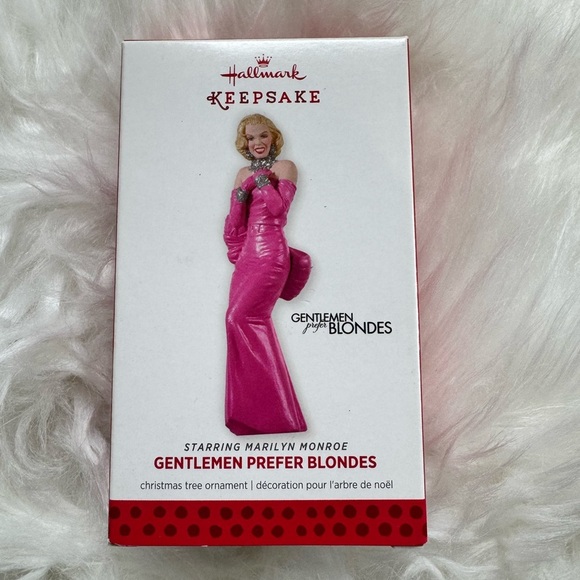 Hallmark
KEEPSAKE
GENTLEMEN
prefer BLONDES
STARRING MARILYN MONROE
GENTLEMEN PREFER BLONDES
christmas tree ornament | décoration pour l'arbre de noël